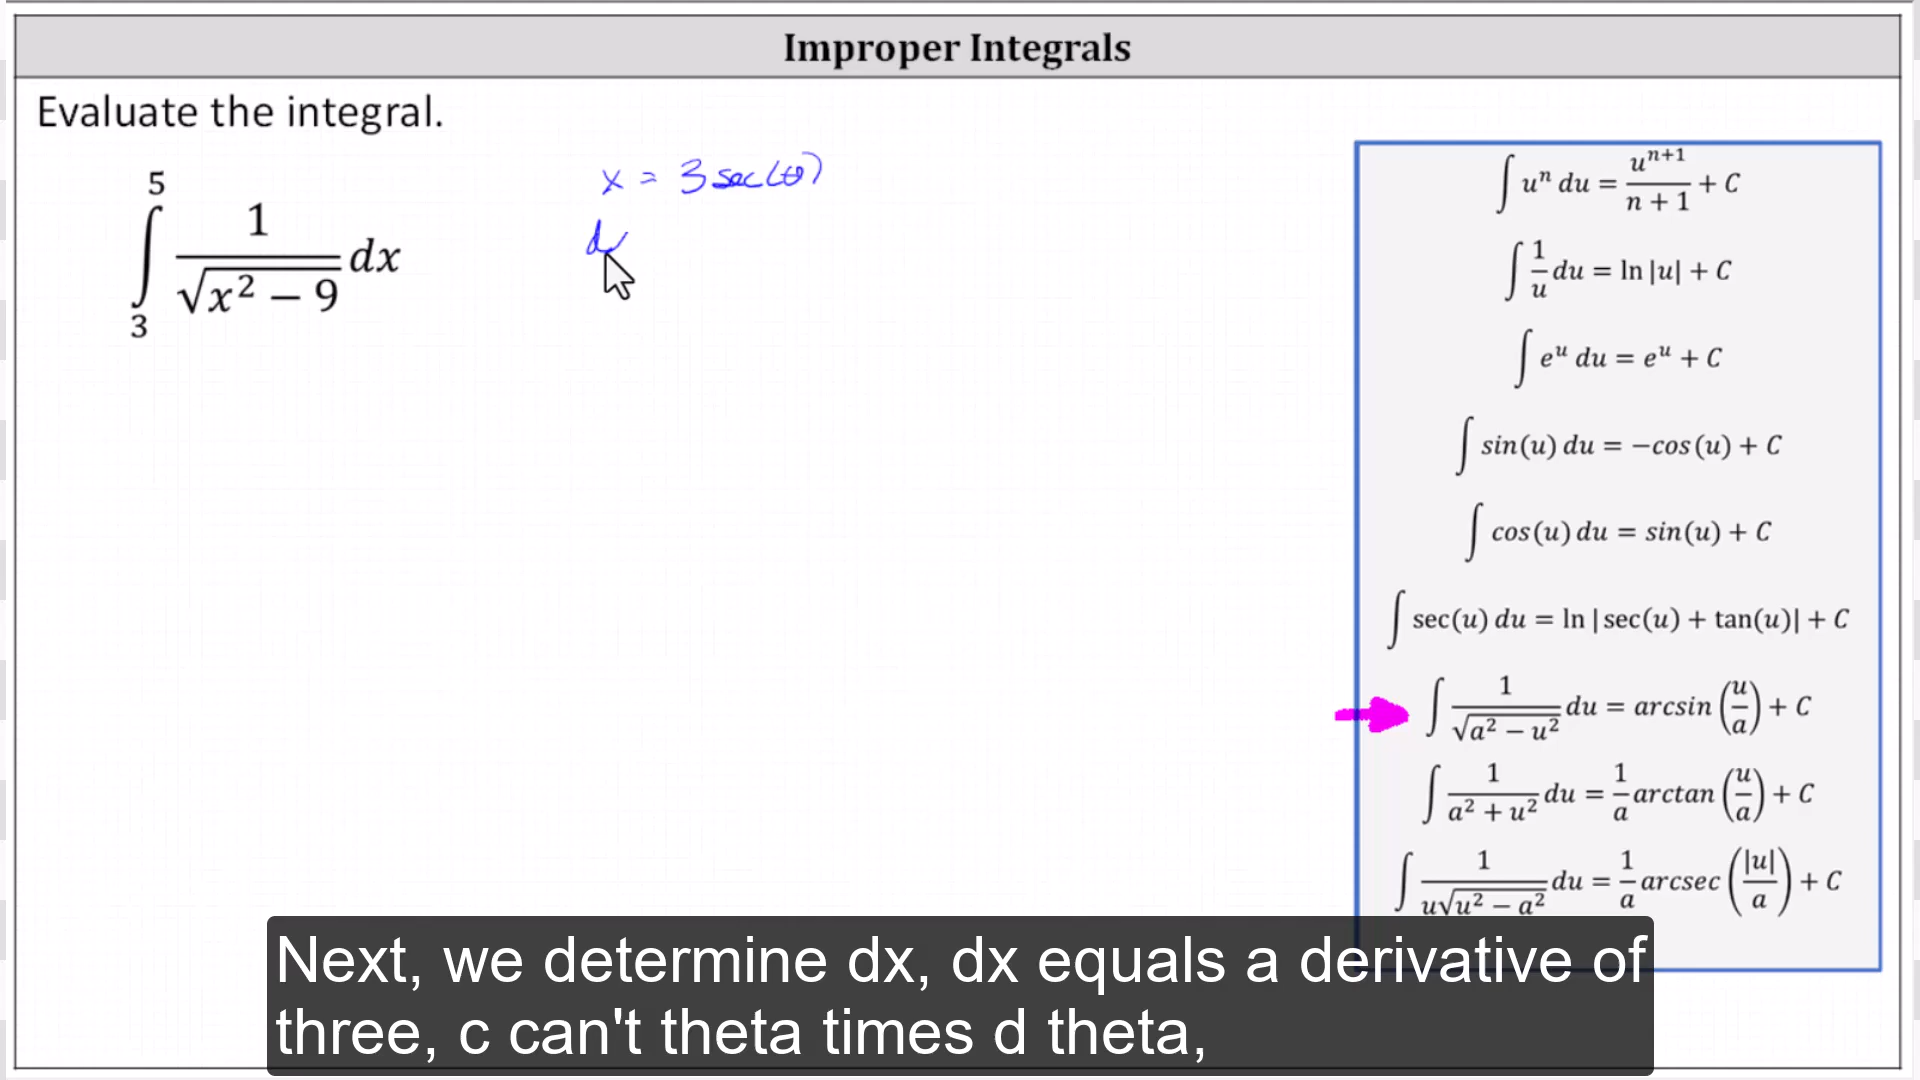 Improper Integrals
Evaluate the integral.
∫₃⁵ 1/√(x² − 9) dx
x = 3 sec(θ)
dx
∫ uⁿ du = uⁿ⁺¹/(n + 1) + C
∫ 1/u du = ln|u| + C
∫ eᵘ du = eᵘ + C
∫ sin(u) du = −cos(u) + C
∫ cos(u) du = sin(u) + C
∫ sec(u) du = ln|sec(u) + tan(u)| + C
∫ 1/√(a² − u²) du = arcsin(u/a) + C
∫ 1/(a² + u²) du = 1/a arctan(u/a) + C
∫ 1/(u√(u² − a²)) du = 1/a arcsec(|u|/a) + C
Next, we determine dx, dx equals a derivative of
three, c can't theta times d theta,